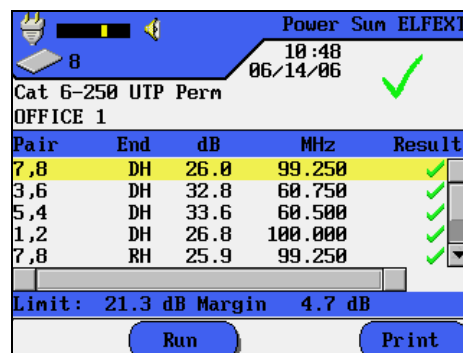 Power Sum ELFEXT
8
10:48
06/14/06
Cat 6-250 UTP Perm
OFFICE 1
Pair End dB MHz Result
7,8 DH 26.0 99.250
3,6 DH 32.8 60.750
5,4 DH 33.6 60.500
1,2 DH 26.8 100.000
7,8 RH 25.9 99.250
Limit: 21.3 dB Margin 4.7 dB
Run Print